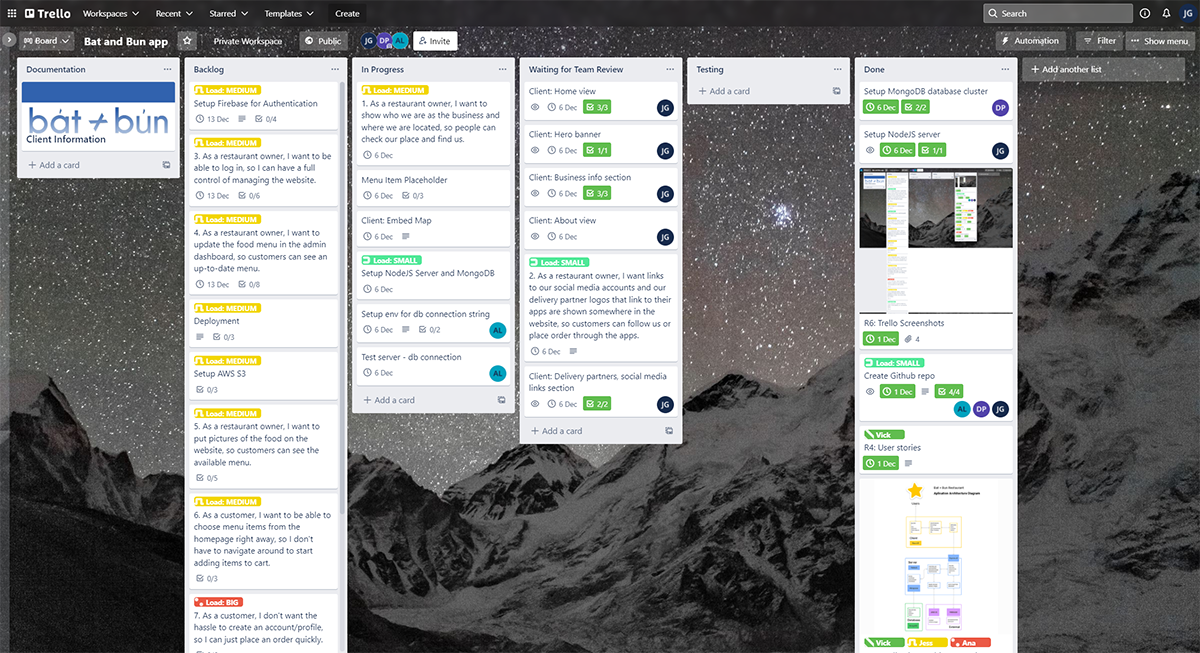 Trello
Workspaces
Recent
Starred
Templates
Create
Search
JG
Board
Bat and Bun app
Private Workspace
Public
JG
DP
AL
Invite
Automation
Filter
Show menu
Documentation
bát ≠ bún
Client Information
+ Add a card
Backlog
Load: MEDIUM
Setup Firebase for Authentication
13 Dec
0/4
Load: MEDIUM
3. As a restaurant owner, I want to be
able to log in, so I can have a full
control of managing the website.
13 Dec
0/6
Load: MEDIUM
4. As a restaurant owner, I want to
update the food menu in the admin
dashboard, so customers can see an
up-to-date menu.
13 Dec
0/8
Load: MEDIUM
Deployment
0/3
Load: MEDIUM
Setup AWS S3
0/3
Load: MEDIUM
5. As a restaurant owner, I want to
put pictures of the food on the
website, so customers can see the
available menu.
0/5
Load: MEDIUM
6. As a customer, I want to be able to
choose menu items from the
homepage right away, so I don't
have to navigate around to start
adding items to cart.
0/3
Load: BIG
7. As a customer, I don't want the
hassle to create an account/profile,
so I can just place an order quickly.
In Progress
Load: MEDIUM
1. As a restaurant owner, I want to
show who we are as the business and
where we are located, so people can
check our place and find us.
6 Dec
Menu Item Placeholder
6 Dec
0/3
Client: Embed Map
6 Dec
Load: SMALL
Setup NodeJS Server and MongoDB
6 Dec
Setup env for db connection string
6 Dec
0/2
AL
Test server - db connection
6 Dec
AL
+ Add a card
Waiting for Team Review
Client: Home view
6 Dec
3/3
JG
Client: Hero banner
6 Dec
1/1
JG
Client: Business info section
6 Dec
3/3
JG
Client: About view
6 Dec
JG
Load: SMALL
2. As a restaurant owner, I want links
to our social media accounts and our
delivery partner logos that link to their
apps are shown somewhere in the
website, so customers can follow us or
place order through the apps.
6 Dec
Client: Delivery partners, social media
links section
6 Dec
2/2
JG
+ Add a card
Testing
+ Add a card
Done
Setup MongoDB database cluster
6 Dec
2/2
DP
Setup NodeJS server
6 Dec
1/1
JG
R6: Trello Screenshots
1 Dec
4
Load: SMALL
Create Github repo
1 Dec
4/4
AL
DP
JG
Vick
R4: User stories
1 Dec
Bat + Bun Restaurant
Aplication Architecture Diagram
Vick
Jess
Ana
+ Add another list